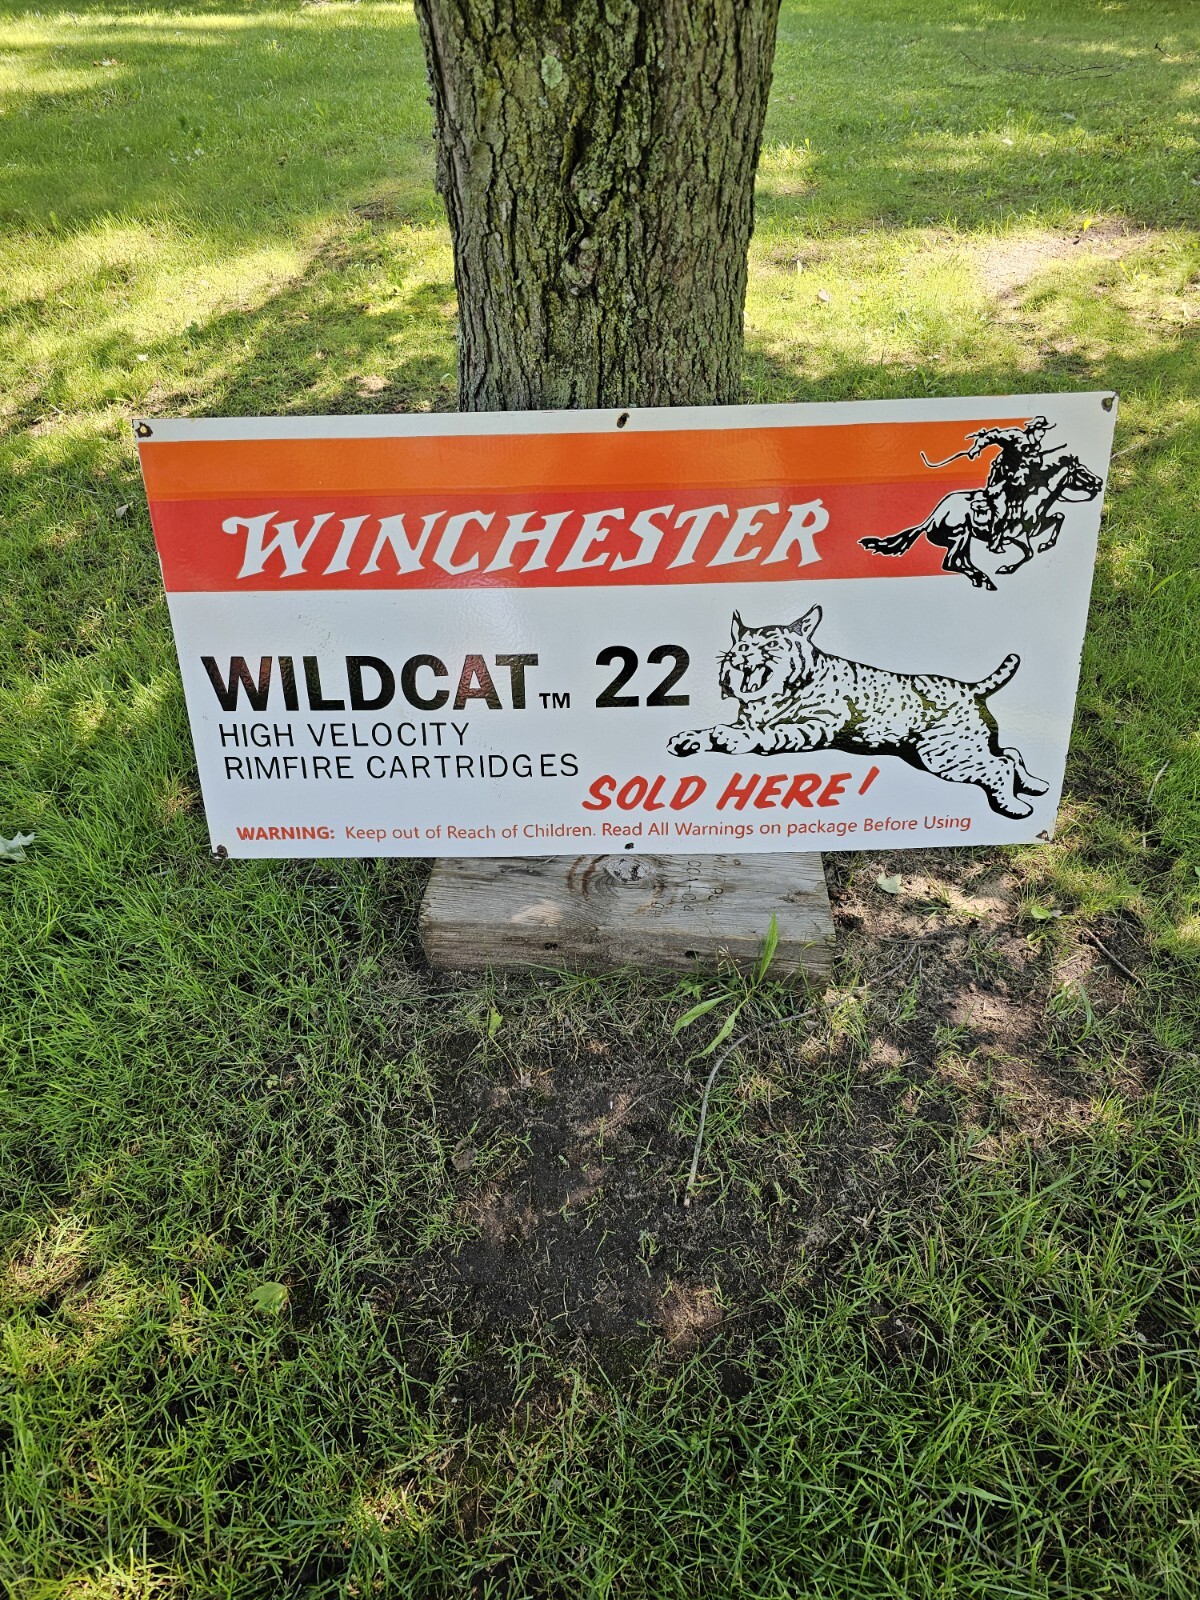 WINCHESTER
WILDCAT TM 22
HIGH VELOCITY
RIMFIRE CARTRIDGES
SOLD HERE!
WARNING: Keep out of Reach of Children. Read All Warnings on package Before Using